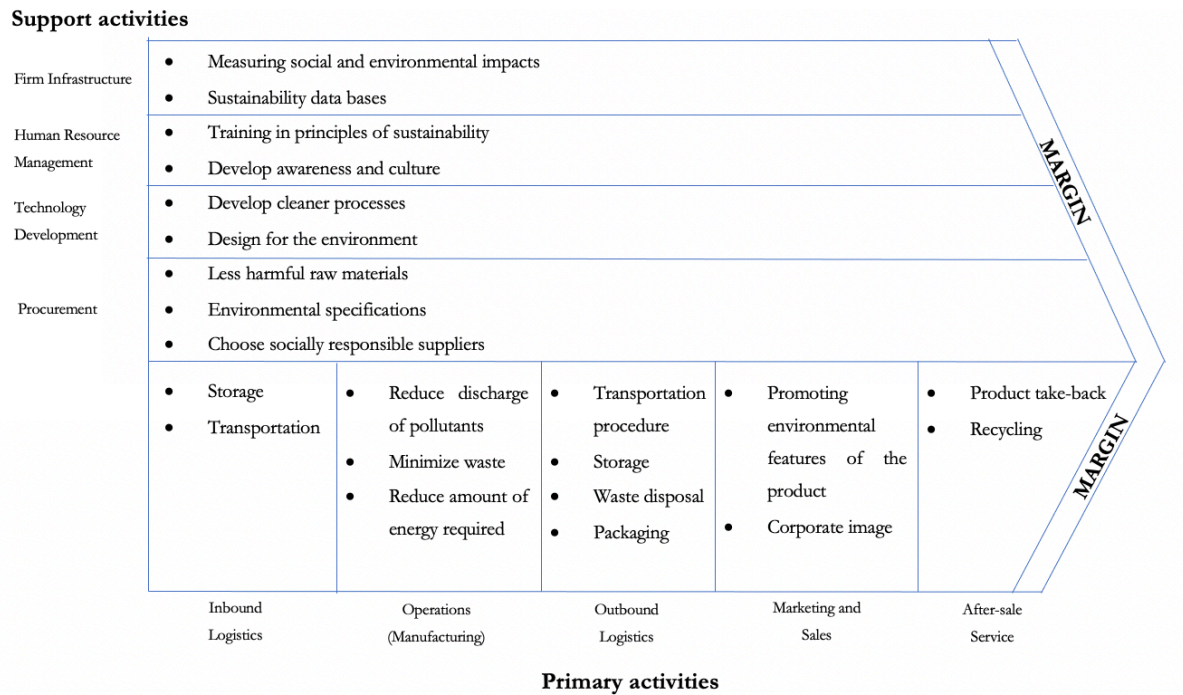 Support activities
Firm Infrastructure
• Measuring social and environmental impacts
• Sustainability data bases
Human Resource
Management
• Training in principles of sustainability
• Develop awareness and culture
Technology
Development
• Develop cleaner processes
• Design for the environment
Procurement
• Less harmful raw materials
• Environmental specifications
• Choose socially responsible suppliers
MARGIN
• Storage
• Transportation
• Reduce discharge
of pollutants
• Minimize waste
• Reduce amount of
energy required
• Transportation
procedure
• Storage
• Waste disposal
• Packaging
• Promoting
environmental
features of the
product
• Corporate image
• Product take-back
• Recycling
MARGIN
Inbound
Logistics
Operations
(Manufacturing)
Outbound
Logistics
Marketing and
Sales
After-sale
Service
Primary activities